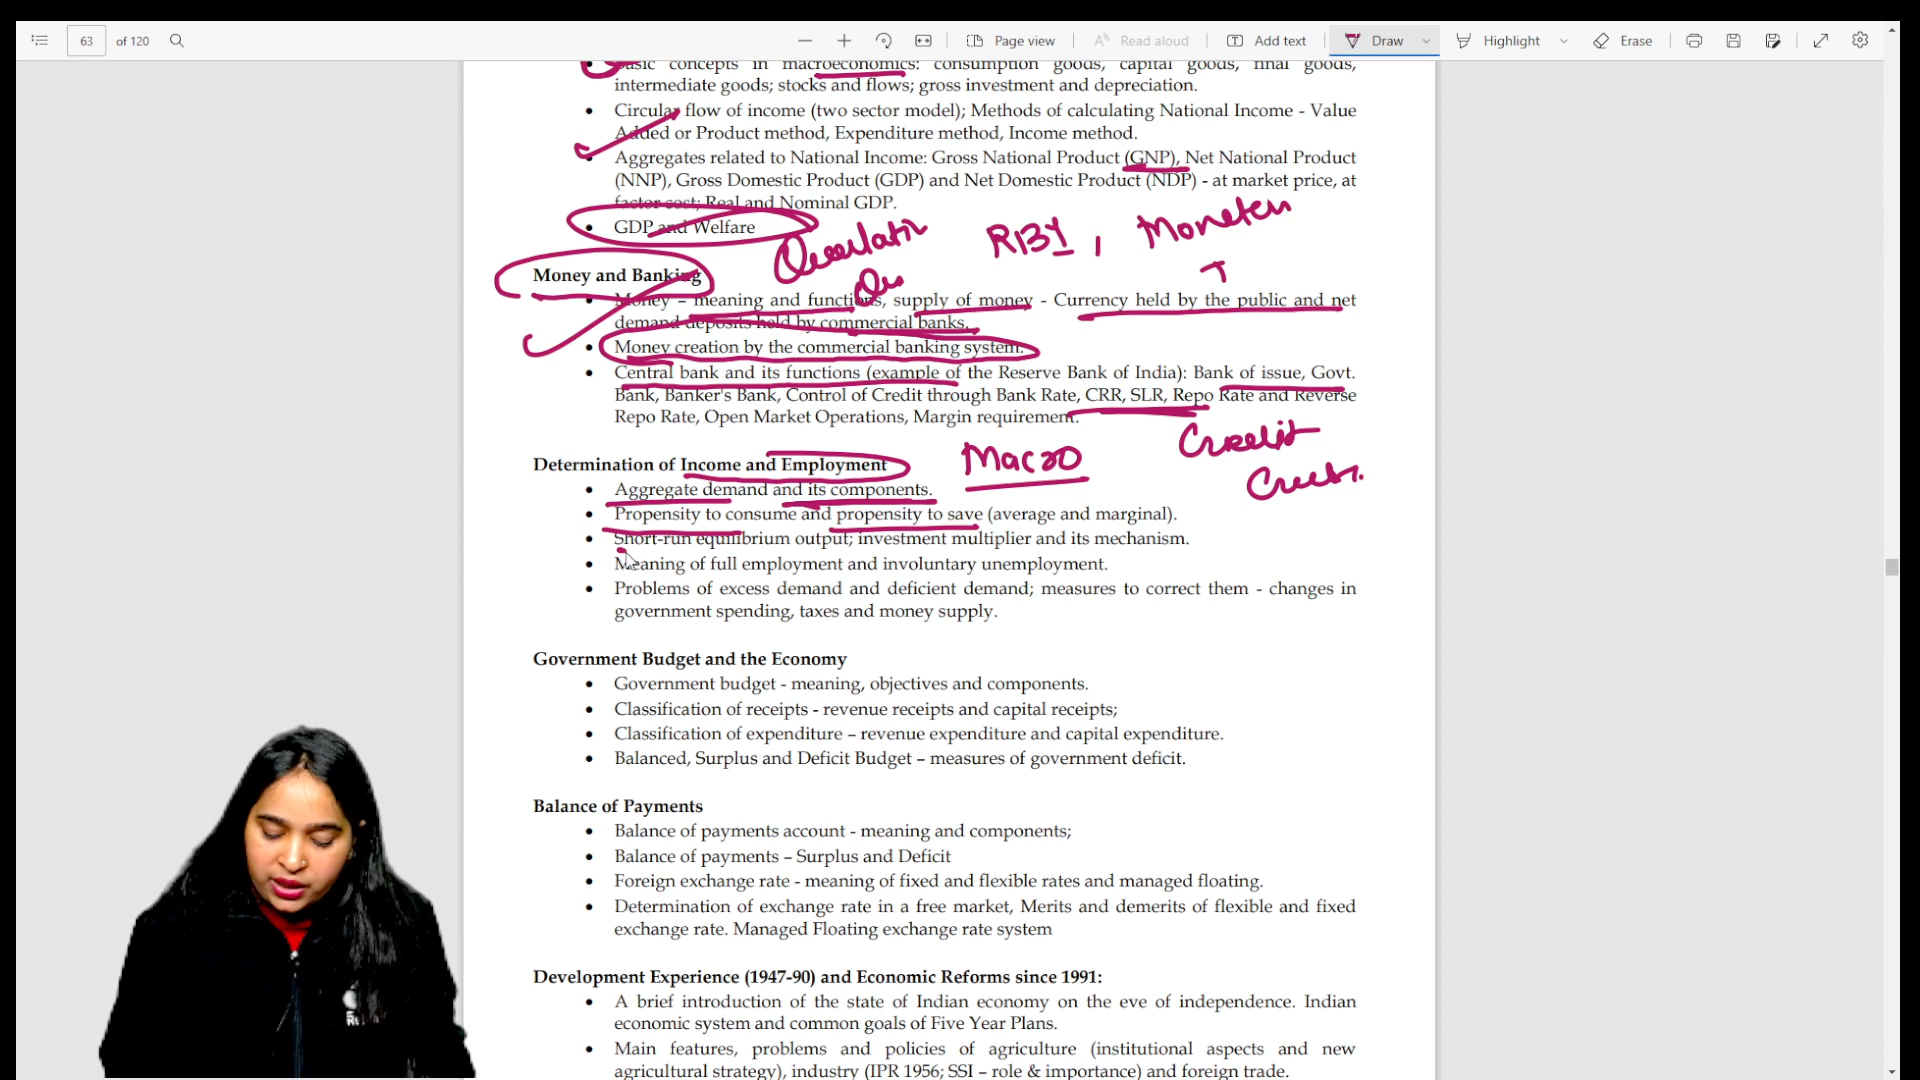 63 of 120 Page view Read aloud Add text Draw Highlight Erase
Basic concepts in macroeconomics: consumption goods, capital goods, final goods,
intermediate goods; stocks and flows; gross investment and depreciation.
• Circular flow of income (two sector model); Methods of calculating National Income - Value
Added or Product method, Expenditure method, Income method.
• Aggregates related to National Income: Gross National Product (GNP), Net National Product
(NNP), Gross Domestic Product (GDP) and Net Domestic Product (NDP) - at market price, at
factor cost; Real and Nominal GDP.
• GDP and Welfare
RBI, Moneten
Money and Banking
• Money – meaning and functions, supply of money - Currency held by the public and net
demand deposits held by commercial banks.
• Money creation by the commercial banking system.
• Central bank and its functions (example of the Reserve Bank of India): Bank of issue, Govt.
Bank, Banker's Bank, Control of Credit through Bank Rate, CRR, SLR, Repo Rate and Reverse
Repo Rate, Open Market Operations, Margin requirement.
Credit
Determination of Income and Employment Macro
• Aggregate demand and its components.
• Propensity to consume and propensity to save (average and marginal).
• Short-run equilibrium output; investment multiplier and its mechanism.
• Meaning of full employment and involuntary unemployment.
• Problems of excess demand and deficient demand; measures to correct them - changes in
government spending, taxes and money supply.
Government Budget and the Economy
• Government budget - meaning, objectives and components.
• Classification of receipts - revenue receipts and capital receipts;
• Classification of expenditure – revenue expenditure and capital expenditure.
• Balanced, Surplus and Deficit Budget – measures of government deficit.
Balance of Payments
• Balance of payments account - meaning and components;
• Balance of payments – Surplus and Deficit
• Foreign exchange rate - meaning of fixed and flexible rates and managed floating.
• Determination of exchange rate in a free market, Merits and demerits of flexible and fixed
exchange rate. Managed Floating exchange rate system
Development Experience (1947-90) and Economic Reforms since 1991:
• A brief introduction of the state of Indian economy on the eve of independence. Indian
economic system and common goals of Five Year Plans.
• Main features, problems and policies of agriculture (institutional aspects and new
agricultural strategy), industry (IPR 1956; SSI – role & importance) and foreign trade.